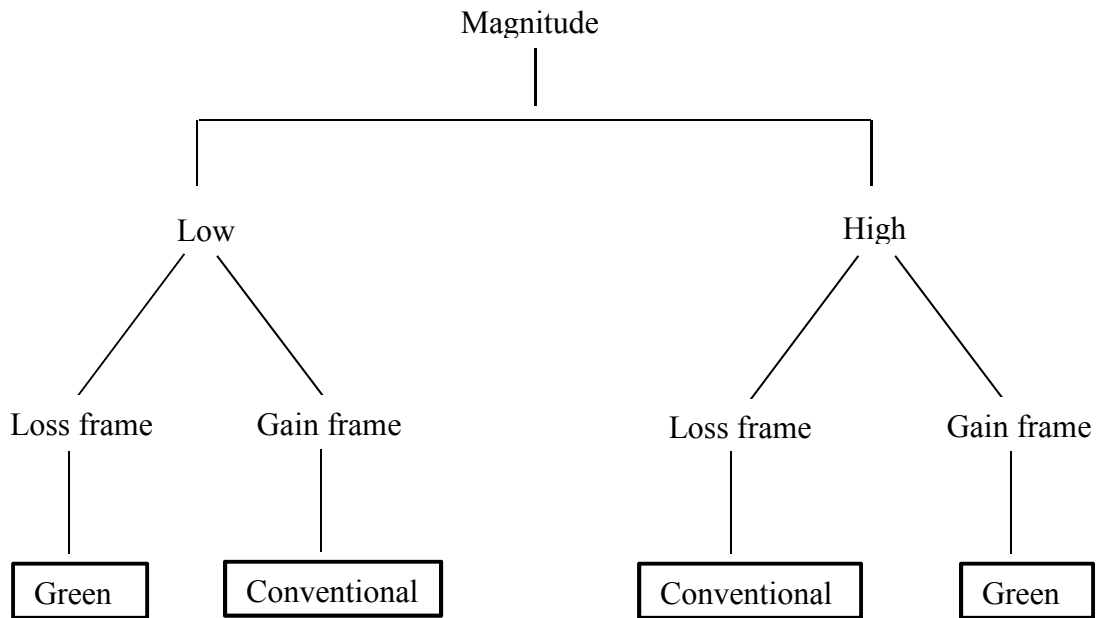 Magnitude
Low
High
Loss frame
Gain frame
Loss frame
Gain frame
Green
Conventional
Conventional
Green